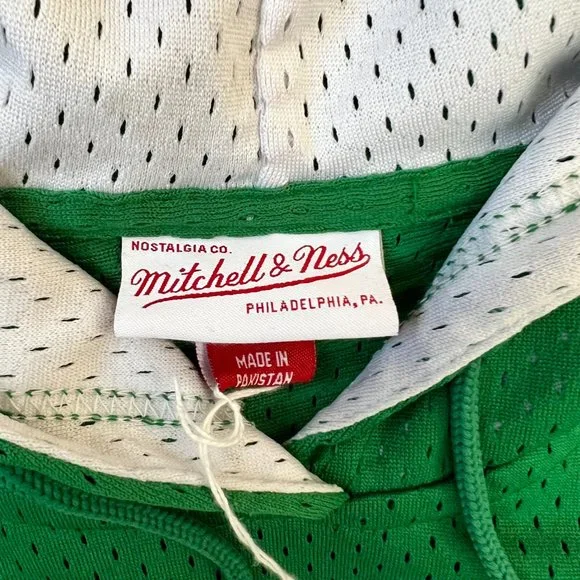 NOSTALGIA CO.
Mitchell & Ness
PHILADELPHIA, PA.
MADE IN
PAKISTAN